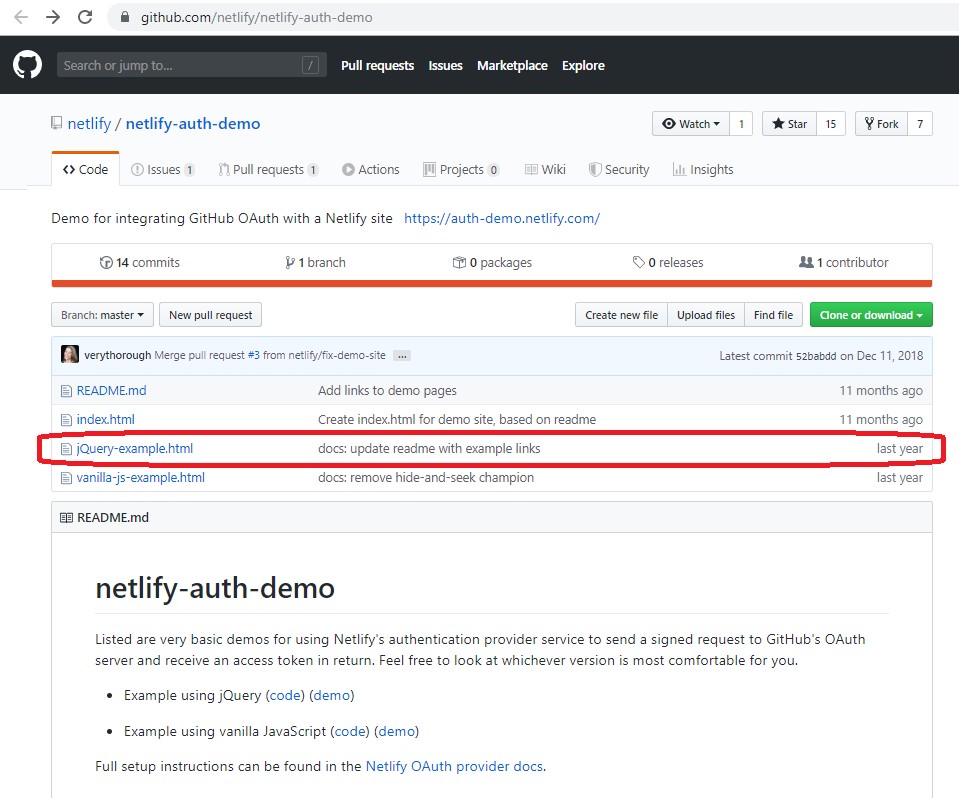 github.com/netlify/netlify-auth-demo
Search or jump to... / Pull requests Issues Marketplace Explore
netlify / netlify-auth-demo Watch 1 Star 15 Fork 7
Code Issues 1 Pull requests 1 Actions Projects 0 Wiki Security Insights
Demo for integrating GitHub OAuth with a Netlify site https://auth-demo.netlify.com/
14 commits 1 branch 0 packages 0 releases 1 contributor
Branch: master New pull request Create new file Upload files Find file Clone or download
verythorough Merge pull request #3 from netlify/fix-demo-site ... Latest commit 52babdd on Dec 11, 2018
README.md Add links to demo pages 11 months ago
index.html Create index.html for demo site, based on readme 11 months ago
jQuery-example.html docs: update readme with example links last year
vanilla-js-example.html docs: remove hide-and-seek champion last year
README.md
netlify-auth-demo
Listed are very basic demos for using Netlify's authentication provider service to send a signed request to GitHub's OAuth
server and receive an access token in return. Feel free to look at whichever version is most comfortable for you.
• Example using jQuery (code) (demo)
• Example using vanilla JavaScript (code) (demo)
Full setup instructions can be found in the Netlify OAuth provider docs.